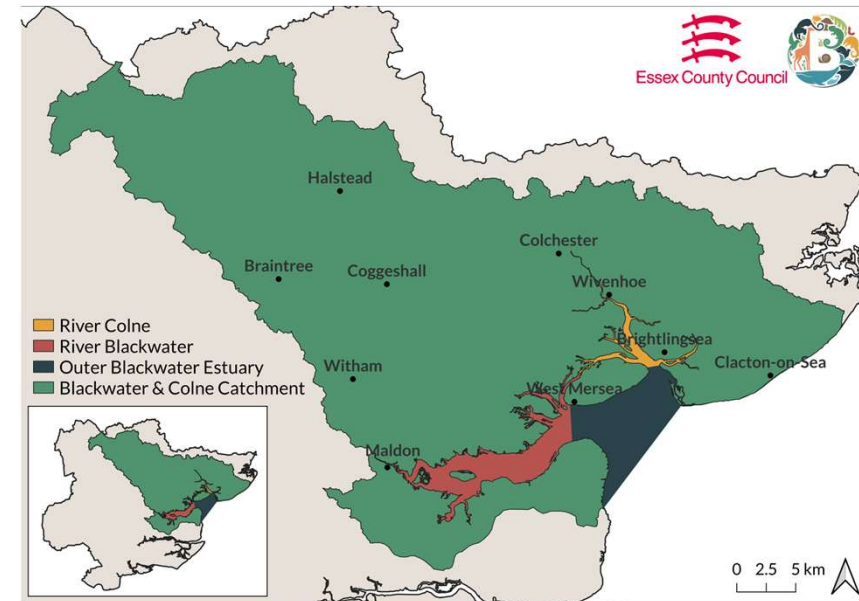 Essex County Council
B
Halstead
Colchester
Braintree
Coggeshall
Wivenhoe
River Colne
River Blackwater
Outer Blackwater Estuary
Blackwater & Colne Catchment
Brightlingsea
Witham
Clacton-on-Sea
West Mersea
Maldon
0 2.5 5 km